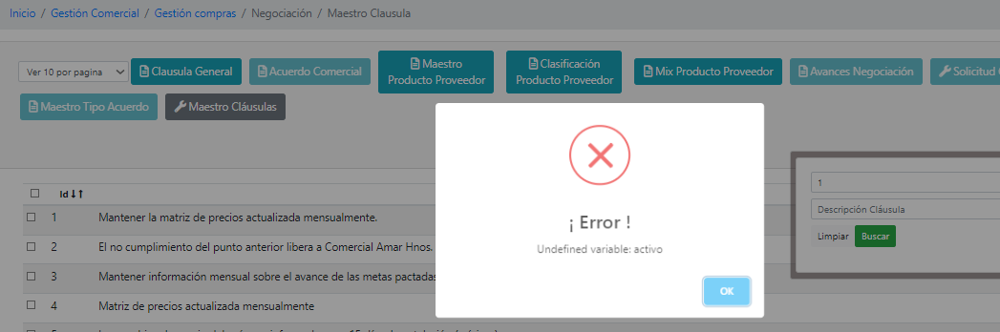 Inicio / Gestión Comercial / Gestión compras / Negociación / Maestro Clausula
Ver 10 por pagina
Clausula General
Acuerdo Comercial
Maestro
Producto Proveedor
Clasificación
Producto Proveedor
Mix Producto Proveedor
Avances Negociación
Solicitud
Maestro Tipo Acuerdo
Maestro Cláusulas
1
Descripción Cláusula
Limpiar Buscar
Id
1 Mantener la matriz de precios actualizada mensualmente.
2 El no cumplimiento del punto anterior libera a Comercial Amar Hnos.
3 Mantener información mensual sobre el avance de las metas pactadas
4 Matriz de precios actualizada mensualmente
¡ Error !
Undefined variable: activo
OK